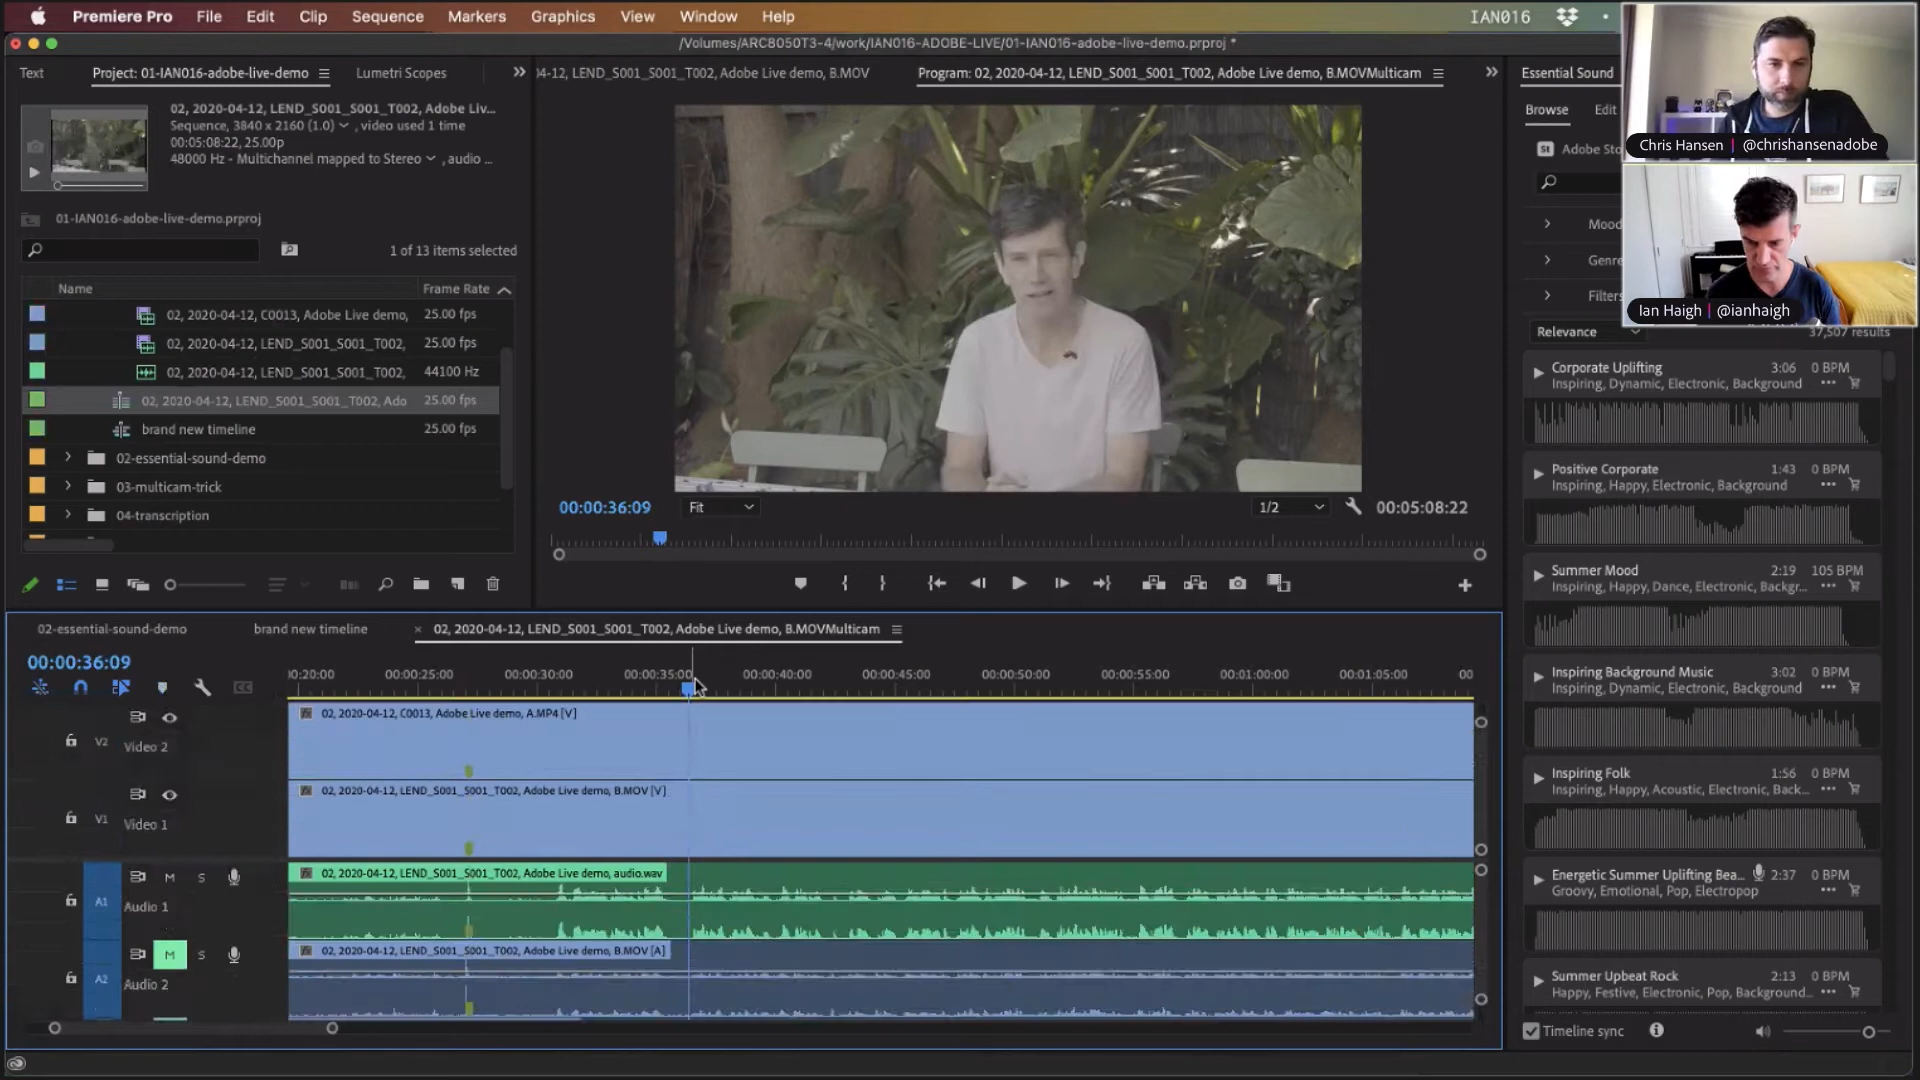 Premiere Pro File Edit Clip Sequence Markers Graphics View Window Help IAN016
/Volumes/ARC8050T3-4/work/IAN016-ADOBE-LIVE/01-IAN016-adobe-live-demo.prproj *
Text Project: 01-IAN016-adobe-live-demo Lumetri Scopes
04-12, LEND_S001_S001_T002, Adobe Live demo, B.MOV
Program: 02, 2020-04-12, LEND_S001_S001_T002, Adobe Live demo, B.MOVMulticam
Essential Sound
Browse Edit
Adobe Sto
Chris Hansen | @chrishansenadobe
Ian Haigh | @ianhaigh
02, 2020-04-12, LEND_S001_S001_T002, Adobe Liv...
Sequence, 3840 x 2160 (1.0) , video used 1 time
00:05:08:22, 25.00p
48000 Hz - Multichannel mapped to Stereo , audio ...
01-IAN016-adobe-live-demo.prproj
1 of 13 items selected
Name Frame Rate
02, 2020-04-12, C0013, Adobe Live demo, 25.00 fps
02, 2020-04-12, LEND_S001_S001_T002, 25.00 fps
02, 2020-04-12, LEND_S001_S001_T002, 44100 Hz
02, 2020-04-12, LEND_S001_S001_T002, Ado 25.00 fps
brand new timeline 25.00 fps
02-essential-sound-demo
03-multicam-trick
04-transcription
00:00:36:09 Fit 1/2 00:05:08:22
Mood
Genre
Filters
Relevance 37,507 results
Corporate Uplifting 3:06 0 BPM
Inspiring, Dynamic, Electronic, Background
Positive Corporate 1:43 0 BPM
Inspiring, Happy, Electronic, Background
Summer Mood 2:19 105 BPM
Inspiring, Happy, Dance, Electronic, Backgr...
Inspiring Background Music 3:02 0 BPM
Inspiring, Dynamic, Electronic, Background
Inspiring Folk 1:56 0 BPM
Inspiring, Happy, Acoustic, Electronic, Back...
Energetic Summer Uplifting Bea... 2:37 0 BPM
Groovy, Emotional, Pop, Electropop
Summer Upbeat Rock 2:13 0 BPM
Happy, Festive, Electronic, Pop, Background...
Timeline sync
02-essential-sound-demo brand new timeline × 02, 2020-04-12, LEND_S001_S001_T002, Adobe Live demo, B.MOVMulticam
00:00:36:09
00:20:00 00:00:25:00 00:00:30:00 00:00:35:00 00:00:40:00 00:00:45:00 00:00:50:00 00:00:55:00 00:01:00:00 00:01:05:00 00
02, 2020-04-12, C0013, Adobe Live demo, A.MP4 [V]
V2 Video 2
02, 2020-04-12, LEND_S001_S001_T002, Adobe Live demo, B.MOV [V]
V1 Video 1
02, 2020-04-12, LEND_S001_S001_T002, Adobe Live demo, audio.wav
M S
A1 Audio 1
02, 2020-04-12, LEND_S001_S001_T002, Adobe Live demo, B.MOV [A]
M S
A2 Audio 2